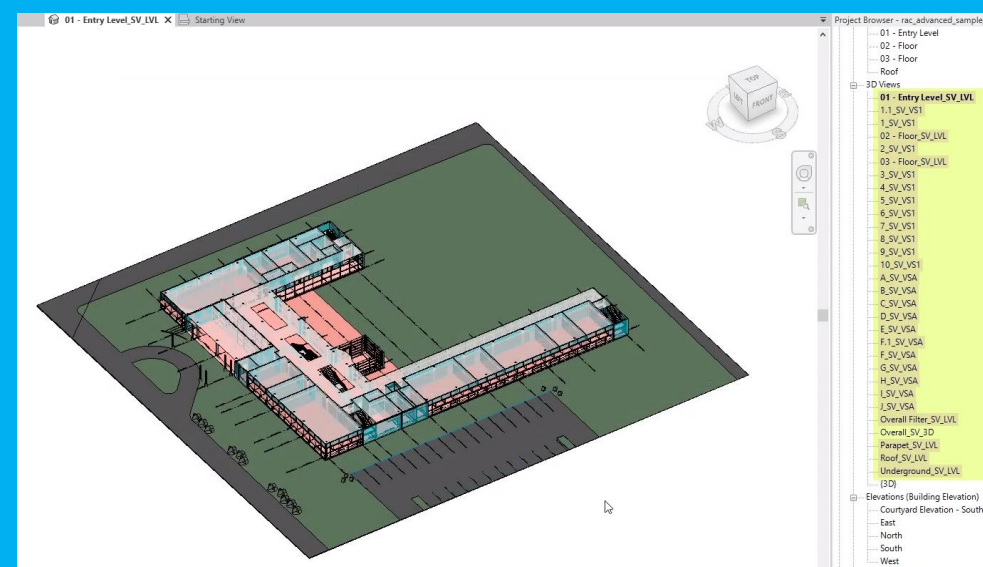 01 - Entry Level_SV_LVL X Starting View
Project Browser - rac_advanced_sample
TOP
LEFT FRONT
01 - Entry Level
02 - Floor
03 - Floor
Roof
3D Views
01 - Entry Level_SV_LVL
1.1_SV_VS1
1_SV_VS1
02 - Floor_SV_LVL
2_SV_VS1
03 - Floor_SV_LVL
3_SV_VS1
4_SV_VS1
5_SV_VS1
6_SV_VS1
7_SV_VS1
8_SV_VS1
9_SV_VS1
10_SV_VS1
A_SV_VSA
B_SV_VSA
C_SV_VSA
D_SV_VSA
E_SV_VSA
F.1_SV_VSA
F_SV_VSA
G_SV_VSA
H_SV_VSA
I_SV_VSA
J_SV_VSA
Overall Filter_SV_LVL
Overall_SV_3D
Parapet_SV_LVL
Roof_SV_LVL
Underground_SV_LVL
{3D}
Elevations (Building Elevation)
Courtyard Elevation - South
East
North
South
West